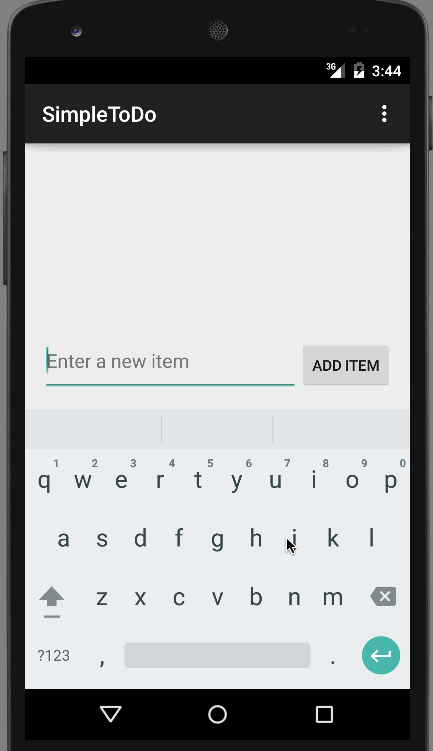 3G 3:44
SimpleToDo
Enter a new item
ADD ITEM
1 2 3 4 5 6 7 8 9 0
q w e r t y u i o p
a s d f g h j k l
z x c v b n m
?123 , .